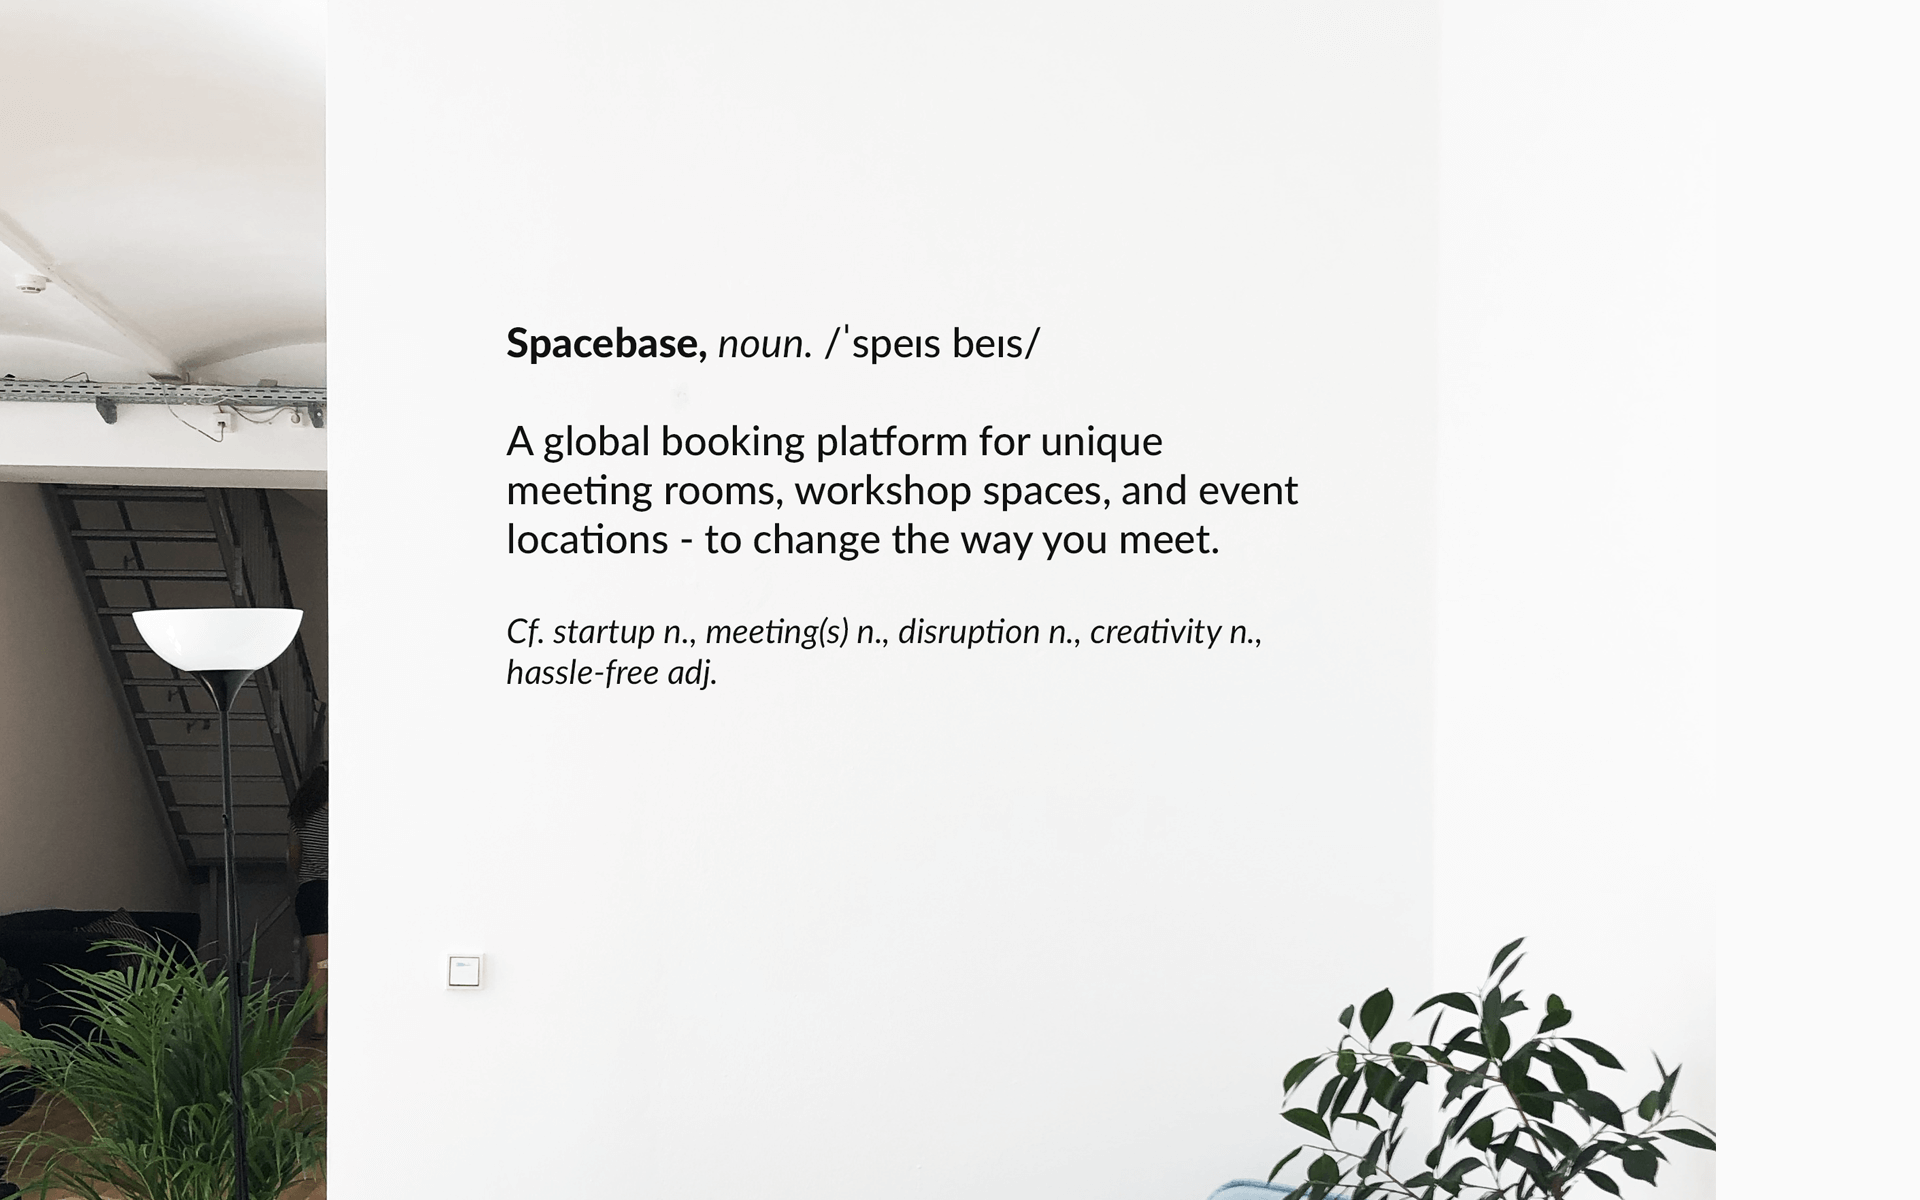 Spacebase, noun. /ˈspeɪs beɪs/
A global booking platform for unique
meeting rooms, workshop spaces, and event
locations - to change the way you meet.
Cf. startup n., meeting(s) n., disruption n., creativity n.,
hassle-free adj.